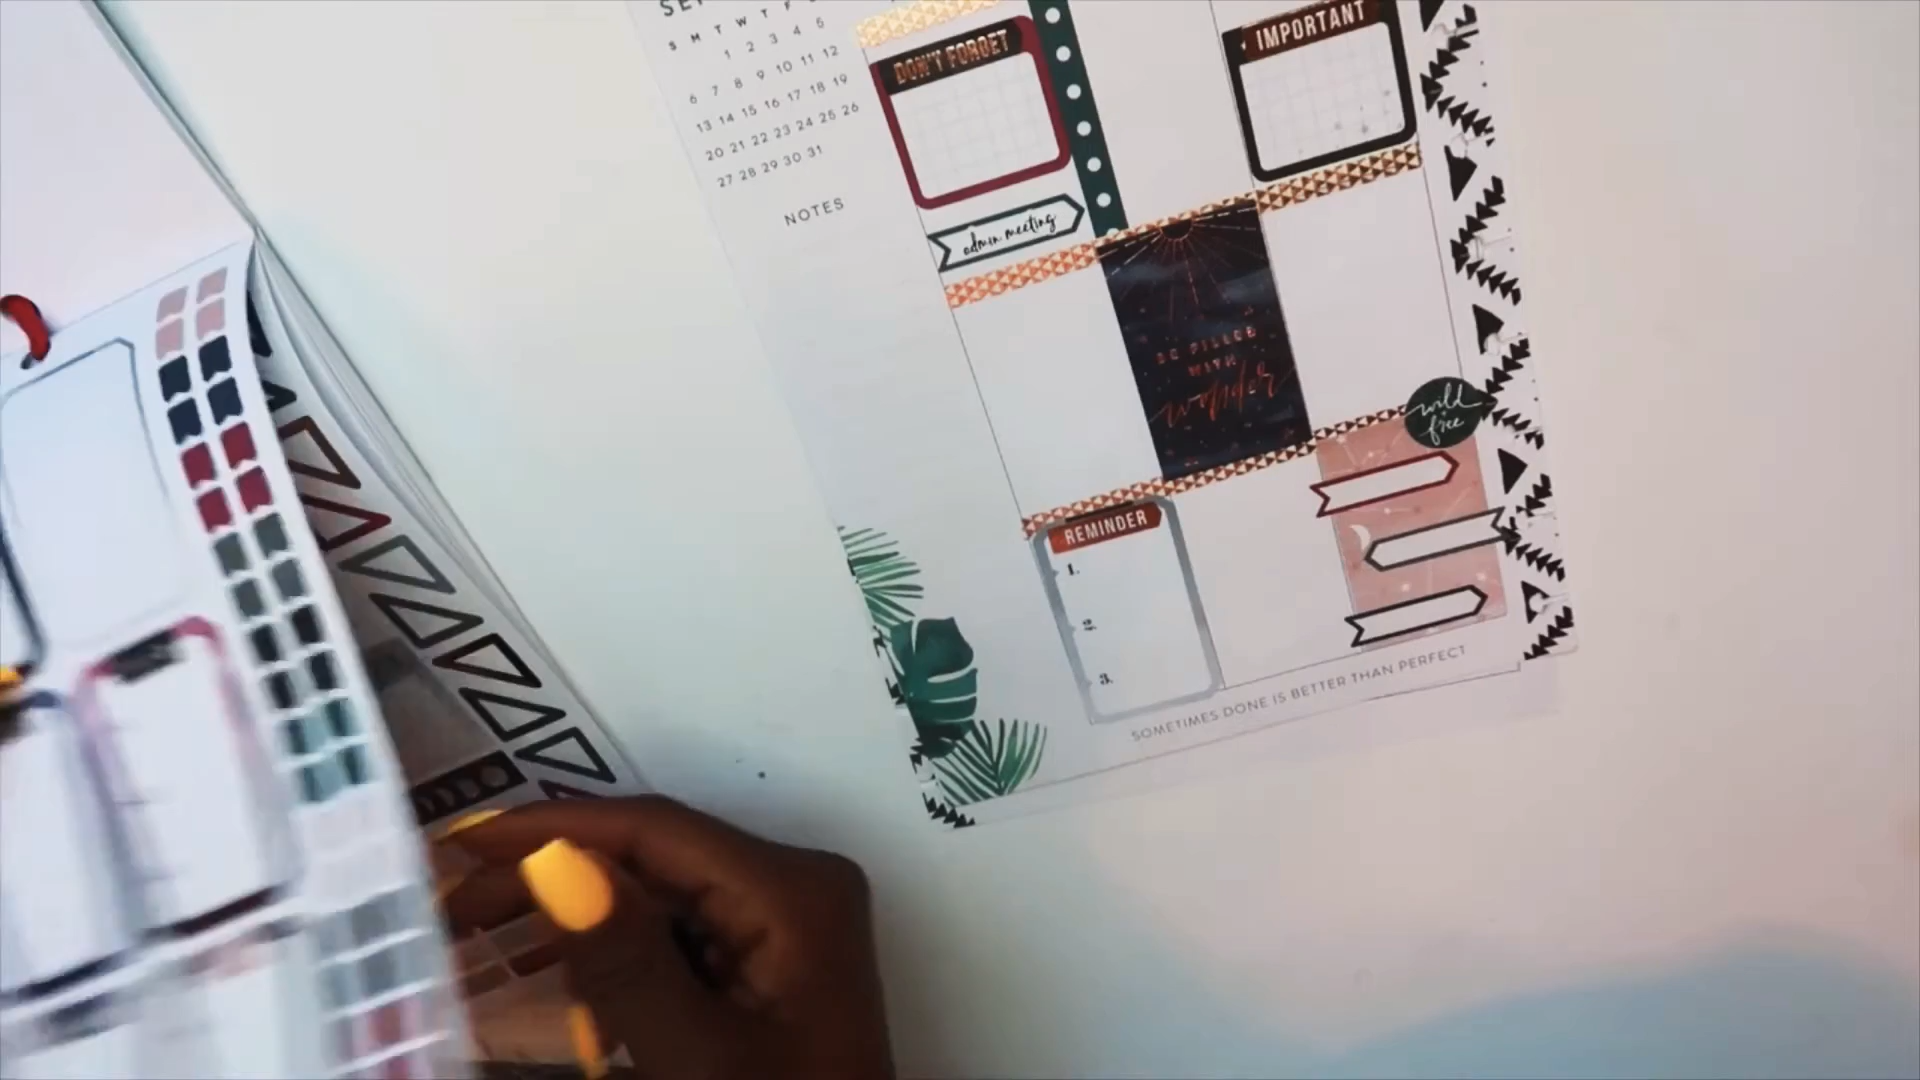 S M T W T F S
1 2 3 4 5
6 7 8 9 10 11 12
13 14 15 16 17 18 19
20 21 22 23 24 25 26
27 28 29 30 31
NOTES
DON'T FORGET
admin meeting
IMPORTANT
BE FILLED
WITH
wonder
wild
free
REMINDER
1.
2.
3.
SOMETIMES DONE IS BETTER THAN PERFECT